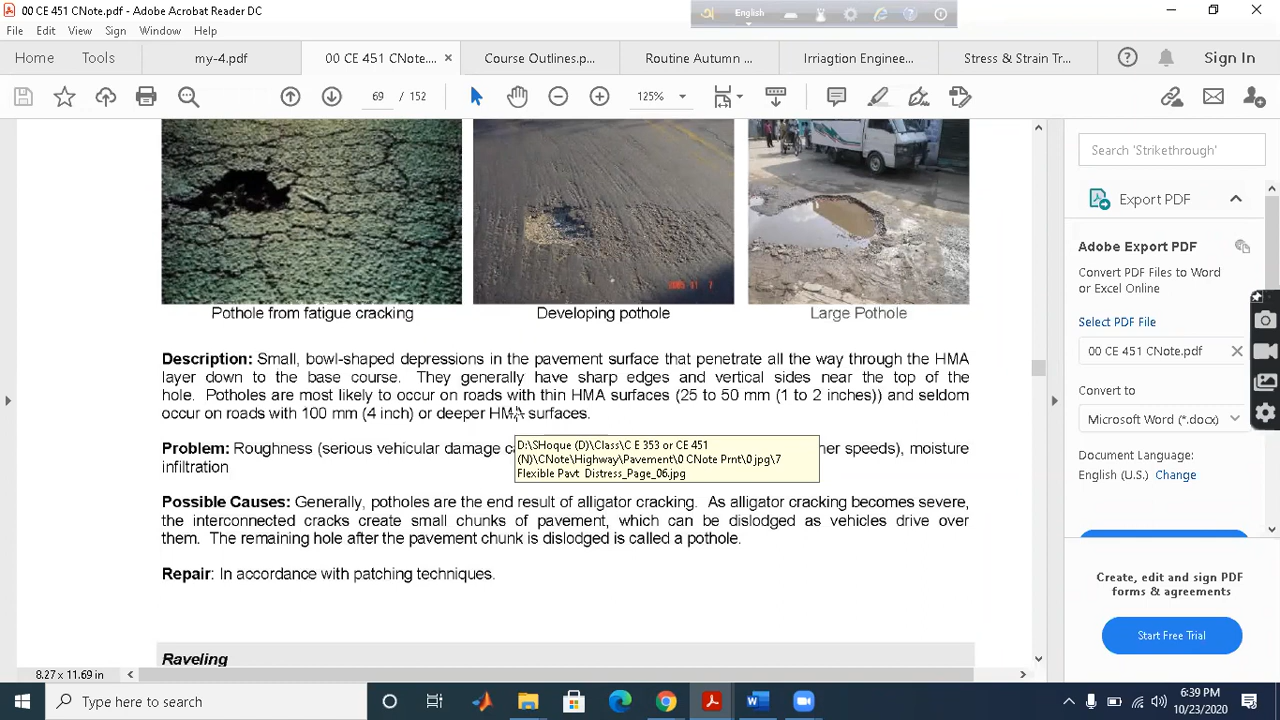 00 CE 451 CNote.pdf - Adobe Acrobat Reader DC
English
File Edit View Sign Window Help
Home Tools my-4.pdf 00 CE 451 CNote.... × Course Outlines.p... Routine Autumn ... Irriagtion Enginee... Stress & Strain Tr... Sign In
69 / 152 125%
Pothole from fatigue cracking Developing pothole Large Pothole
Description: Small, bowl-shaped depressions in the pavement surface that penetrate all the way through the HMA
layer down to the base course. They generally have sharp edges and vertical sides near the top of the
hole. Potholes are most likely to occur on roads with thin HMA surfaces (25 to 50 mm (1 to 2 inches)) and seldom
occur on roads with 100 mm (4 inch) or deeper HMA surfaces.
Problem: Roughness (serious vehicular damage ca her speeds), moisture
infiltration
D:\SHoque (D)\Class\C E 353 or CE 451
(N)\CNote\Highway\Pavement\0 CNote Prnt\0 jpg\7
Flexible Pavt Distress_Page_06.jpg
Possible Causes: Generally, potholes are the end result of alligator cracking. As alligator cracking becomes severe,
the interconnected cracks create small chunks of pavement, which can be dislodged as vehicles drive over
them. The remaining hole after the pavement chunk is dislodged is called a pothole.
Repair: In accordance with patching techniques.
Raveling
8.27 x 11.69 in
Search 'Strikethrough'
Export PDF
Adobe Export PDF
Convert PDF Files to Word
or Excel Online
Select PDF File
00 CE 451 CNote.pdf
Convert to
Microsoft Word (*.docx)
Document Language:
English (U.S.) Change
Create, edit and sign PDF
forms & agreements
Start Free Trial
Type here to search
6:39 PM
10/23/2020